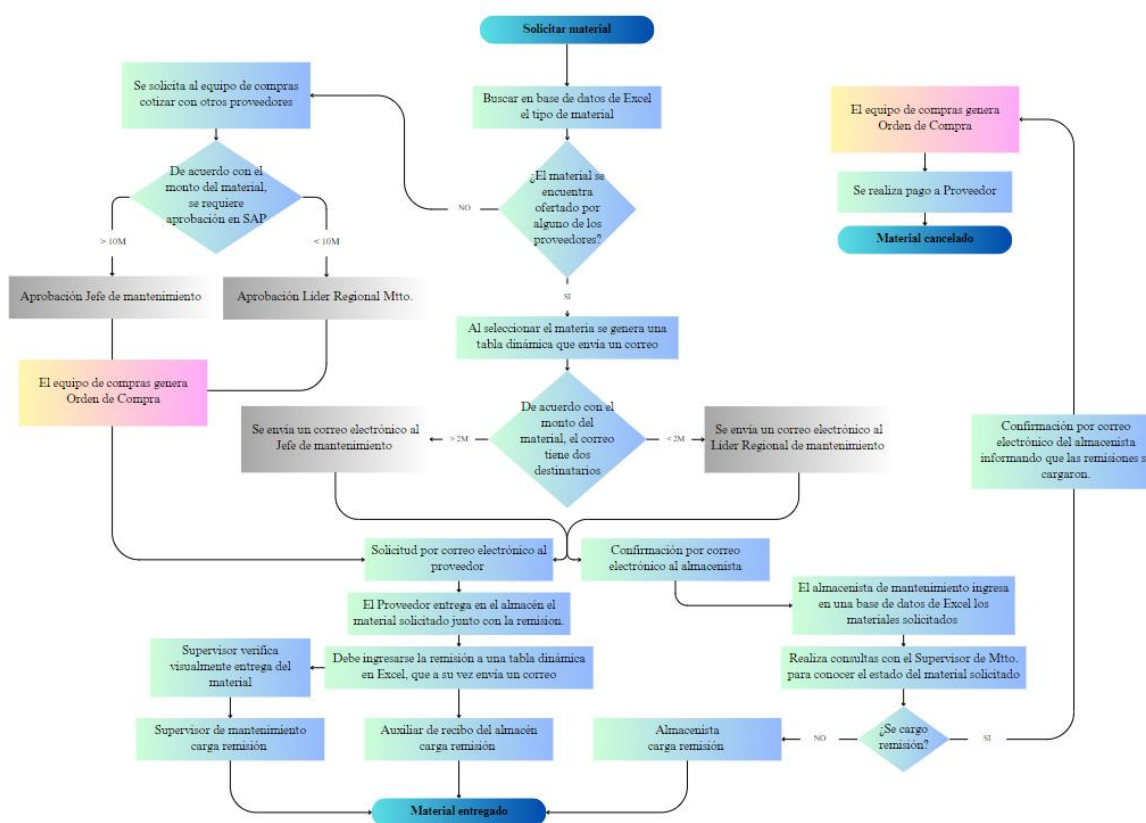 Solicitar material
Se solicita al equipo de compras
cotizar con otros proveedores
Buscar en base de datos de Excel
el tipo de material
El equipo de compras genera
Orden de Compra
De acuerdo con el
monto del material,
se requiere
aprobación en SAP
¿El material se
encuentra
ofertado por
alguno de los
proveedores?
Se realiza pago a Proveedor
NO
Material cancelado
> 10M
< 10M
Aprobación Jefe de mantenimiento
Aprobación Líder Regional Mtto.
SI
Al seleccionar el materia se genera una
tabla dinámica que envía un correo
El equipo de compras genera
Orden de Compra
De acuerdo con el
monto del
material, el correo
tiene dos
destinatarios
Se envía un correo electrónico al
Jefe de mantenimiento
> 2M
< 2M
Se envía un correo electrónico al
Líder Regional de mantenimiento
Confirmación por correo
electrónico del almacenista
informando que las remisiones s
cargaron.
Solicitud por correo electrónico al
proveedor
Confirmación por correo
electrónico al almacenista
El Proveedor entrega en el almacén el
material solicitado junto con la remision.
El almacenista de mantenimiento ingresa
en una base de datos de Excel los
materiales solicitados
Supervisor verifica
visualmente entrega del
material
Debe ingresarse la remisión a una tabla dinámica
en Excel, que a su vez envía un correo
Realiza consultas con el Supervisor de Mtto.
para conocer el estado del material solicitado
Supervisor de mantenimiento
carga remisión
Auxiliar de recibo del almacén
carga remisión
Almacenista
carga remisión
NO
¿Se cargo
remisión?
SI
Material entregado